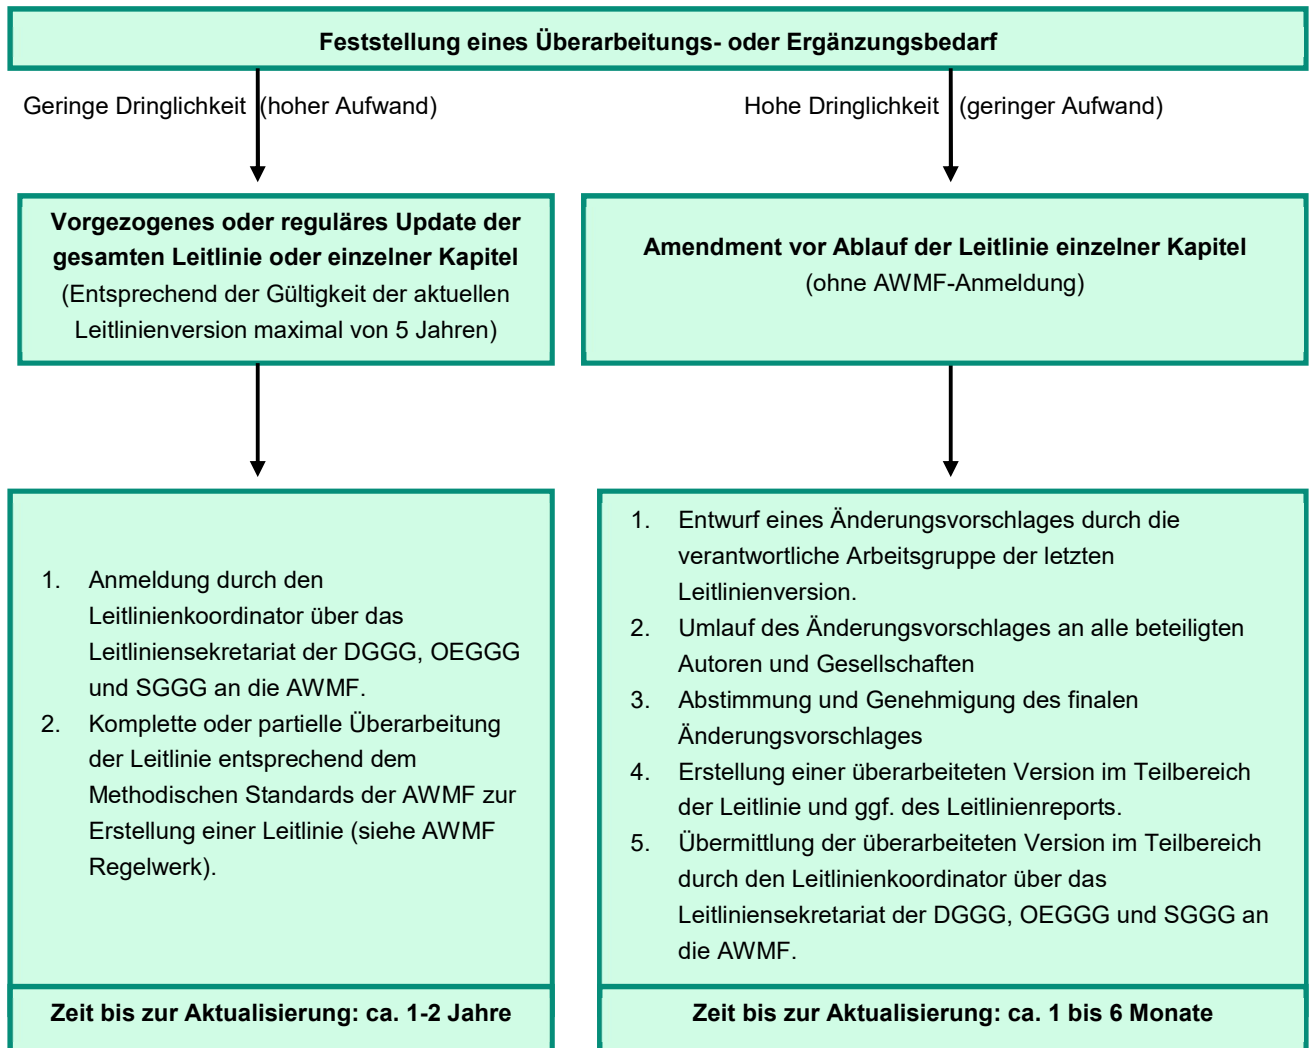 Feststellung eines Überarbeitungs- oder Ergänzungsbedarf
Geringe Dringlichkeit (hoher Aufwand)
Hohe Dringlichkeit (geringer Aufwand)
Vorgezogenes oder reguläres Update der
gesamten Leitlinie oder einzelner Kapitel
(Entsprechend der Gültigkeit der aktuellen
Leitlinienversion maximal von 5 Jahren)
Amendment vor Ablauf der Leitlinie einzelner Kapitel
(ohne AWMF-Anmeldung)
1. Anmeldung durch den
Leitlinienkoordinator über das
Leitliniensekretariat der DGGG, OEGGG
und SGGG an die AWMF.
2. Komplette oder partielle Überarbeitung
der Leitlinie entsprechend dem
Methodischen Standards der AWMF zur
Erstellung einer Leitlinie (siehe AWMF
Regelwerk).
Zeit bis zur Aktualisierung: ca. 1-2 Jahre
1. Entwurf eines Änderungsvorschlages durch die
verantwortliche Arbeitsgruppe der letzten
Leitlinienversion.
2. Umlauf des Änderungsvorschlages an alle beteiligten
Autoren und Gesellschaften
3. Abstimmung und Genehmigung des finalen
Änderungsvorschlages
4. Erstellung einer überarbeiteten Version im Teilbereich
der Leitlinie und ggf. des Leitlinienreports.
5. Übermittlung der überarbeiteten Version im Teilbereich
durch den Leitlinienkoordinator über das
Leitliniensekretariat der DGGG, OEGGG und SGGG an
die AWMF.
Zeit bis zur Aktualisierung: ca. 1 bis 6 Monate